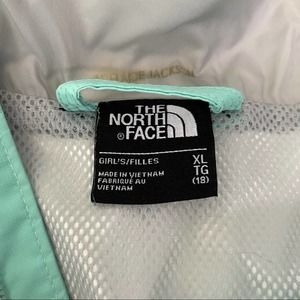 THE
NORTH
®FACE
GIRL'S/FILLES
MADE IN VIETNAM
FABRIQUÉ AU
VIETNAM
XL
TG
(18)